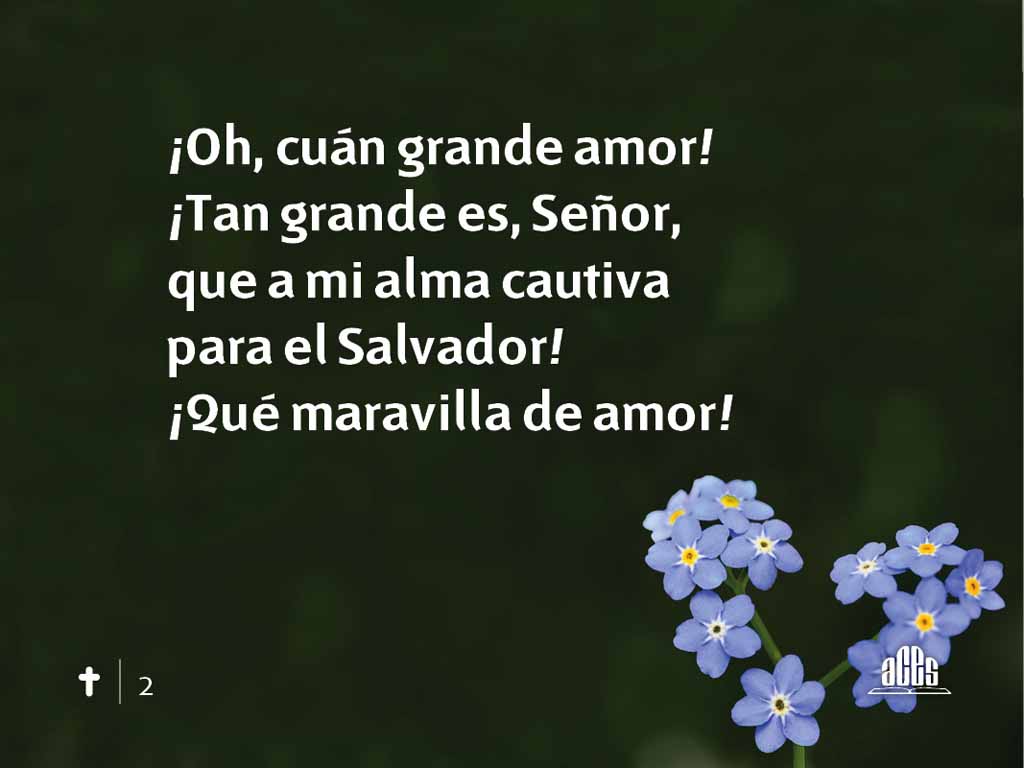 ¡Oh, cuán grande amor!
¡Tan grande es, Señor,
que a mi alma cautiva
para el Salvador!
¡Qué maravilla de amor!
2
aces